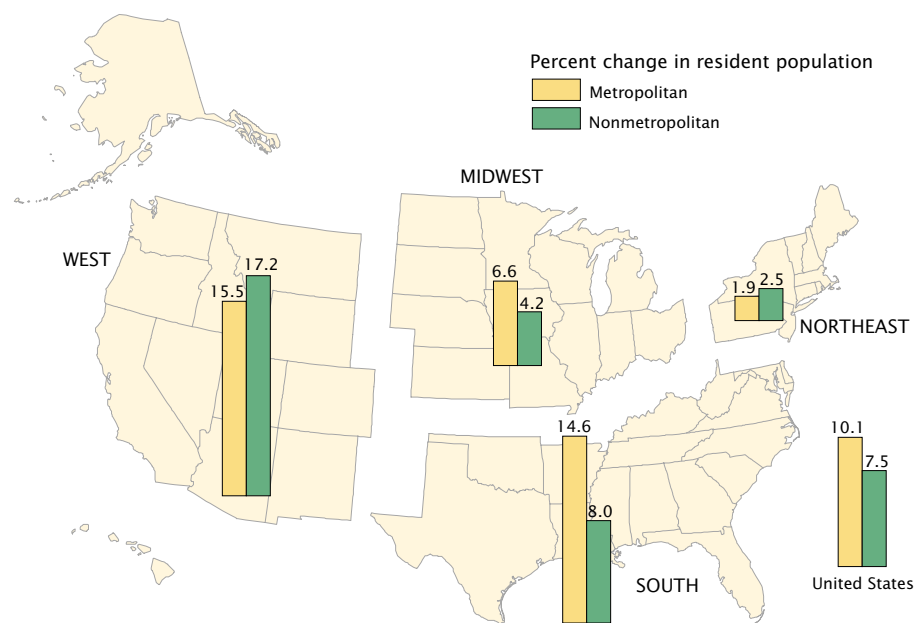 Percent change in resident population
Metropolitan
Nonmetropolitan
MIDWEST
WEST
17.2
15.5
6.6
4.2
2.5
1.9
NORTHEAST
14.6
8.0
SOUTH
10.1
7.5
United States